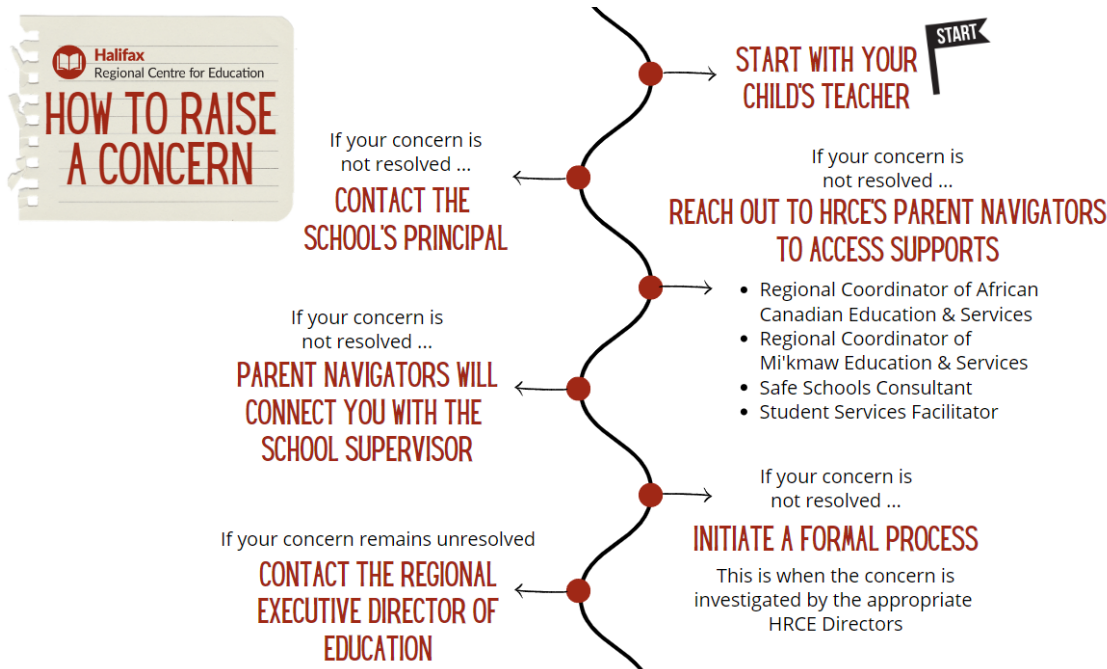 Halifax
Regional Centre for Education
HOW TO RAISE
A CONCERN
START
START WITH YOUR
CHILD'S TEACHER
If your concern is
not resolved ...
CONTACT THE
SCHOOL'S PRINCIPAL
If your concern is
not resolved ...
REACH OUT TO HRCE'S PARENT NAVIGATORS
TO ACCESS SUPPORTS
• Regional Coordinator of African
Canadian Education & Services
• Regional Coordinator of
Mi'kmaw Education & Services
• Safe Schools Consultant
• Student Services Facilitator
If your concern is
not resolved ...
PARENT NAVIGATORS WILL
CONNECT YOU WITH THE
SCHOOL SUPERVISOR
If your concern is
not resolved ...
INITIATE A FORMAL PROCESS
This is when the concern is
investigated by the appropriate
HRCE Directors
If your concern remains unresolved
CONTACT THE REGIONAL
EXECUTIVE DIRECTOR OF
EDUCATION